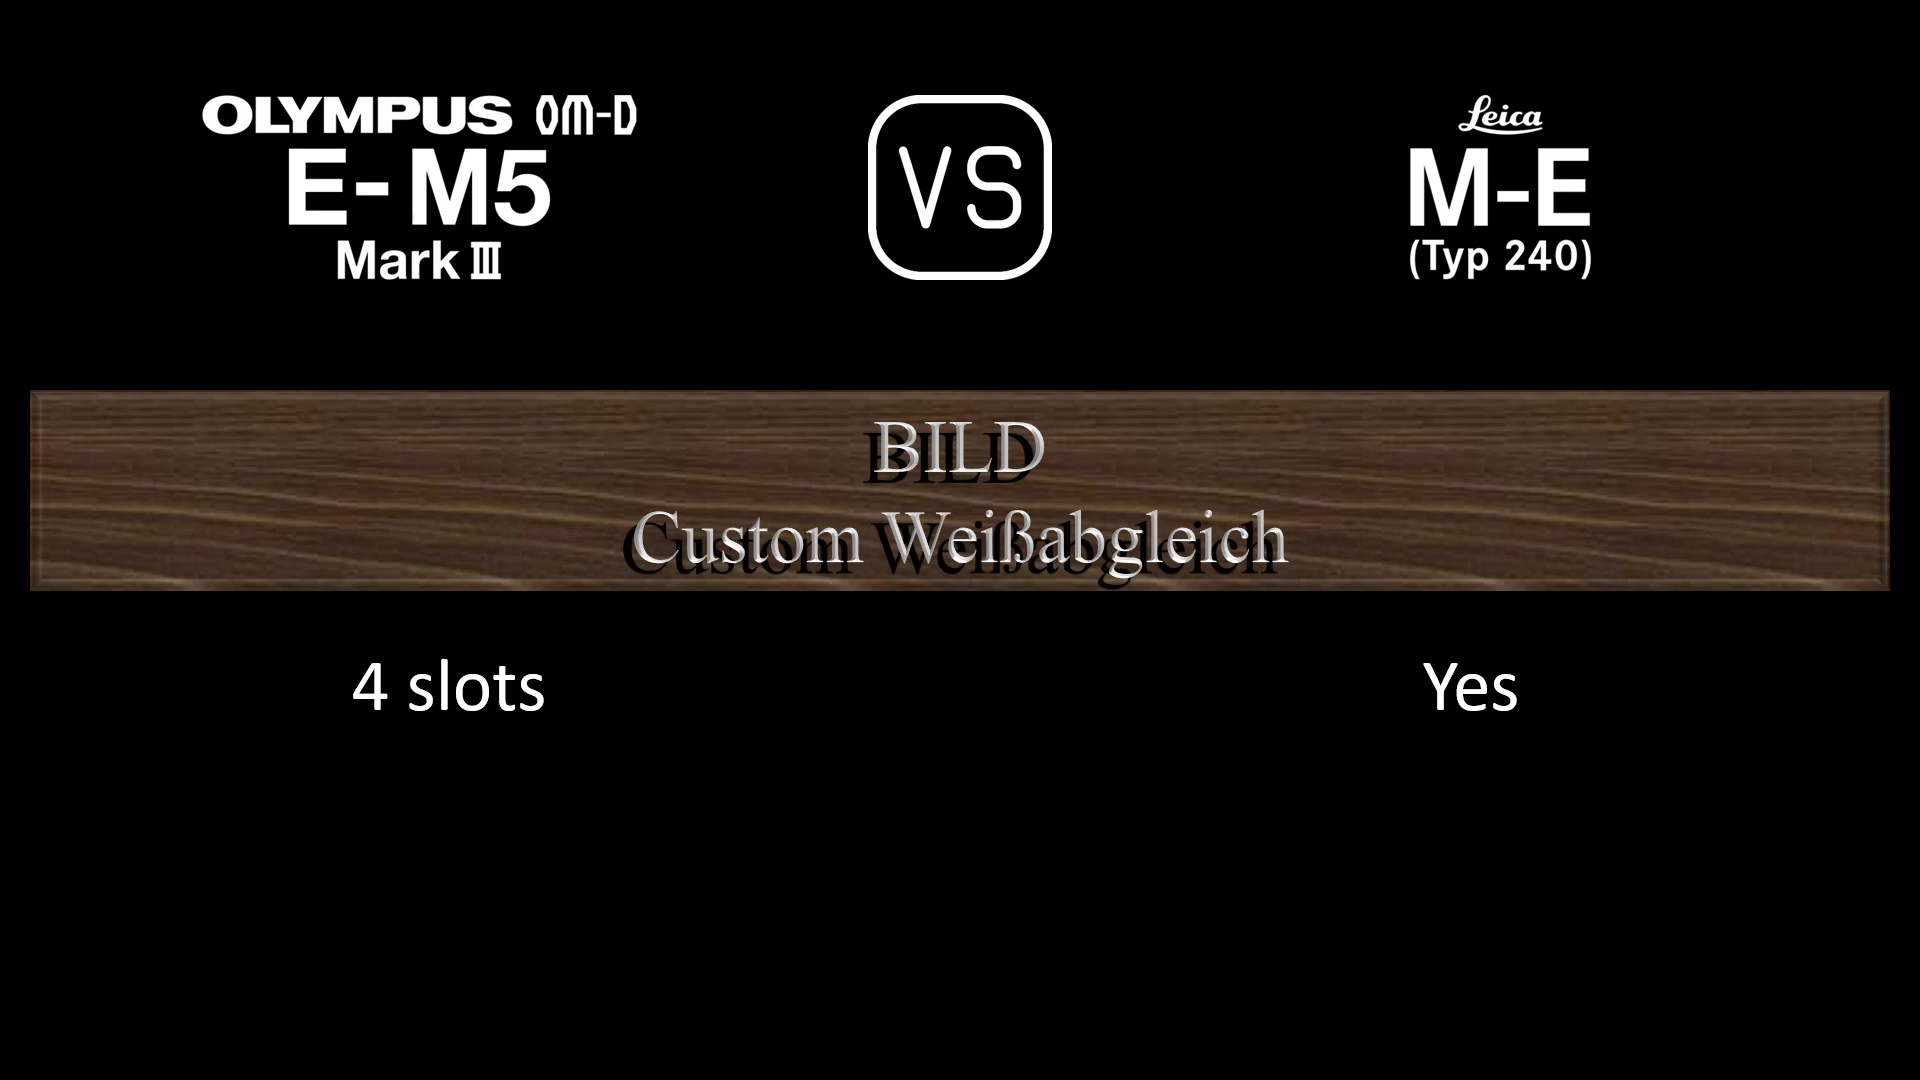 OLYMPUS OM-D
E-M5
Mark III
VS
Leica
M-E
(Typ 240)
BILD
Custom Weißabgleich
4 slots
Yes